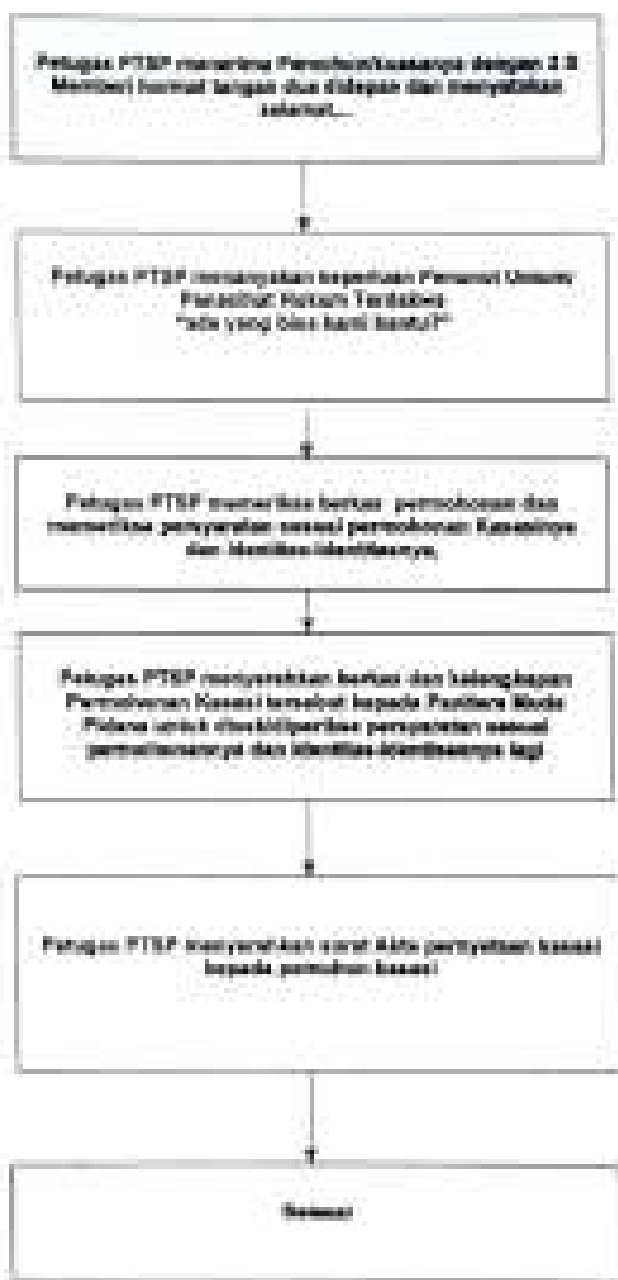 Petugas PTSP menerima Pemohon/kuasanya dengan 3 S
Memberi hormat tangan dua didepan dan menyatakan
selamat....
Petugas PTSP menanyakan keperluan Penuntut Umum/
Penasihat Hukum Terdakwa
"ada yang bisa kami bantu?"
Petugas PTSP memeriksa berkas permohonan dan
memeriksa persyaratan sesuai permohonan Kasasinya
dan identitas-identitasnya.
Petugas PTSP menyerahkan berkas dan kelengkapan
Permohonan Kasasi tersebut kepada Panitera Muda
Pidana untuk diperiksa persyaratan sesuai
permohonannya dan identitas-identitasnya lagi
Petugas PTSP menyerahkan surat Akta pernyataan kasasi
kepada pemohon kasasi
Selesai